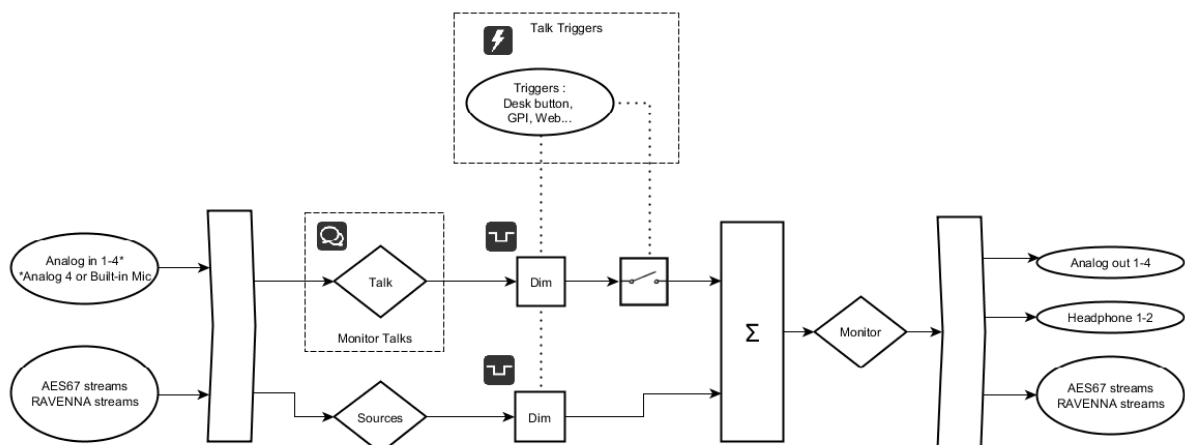 Talk Triggers
Triggers :
Desk button,
GPI, Web...
Analog in 1-4*
*Analog 4 or Built-in Mic
Talk
Monitor Talks
Dim
Σ
Monitor
Analog out 1-4
Headphone 1-2
AES67 streams
RAVENNA streams
Sources
Dim
AES67 streams
RAVENNA streams